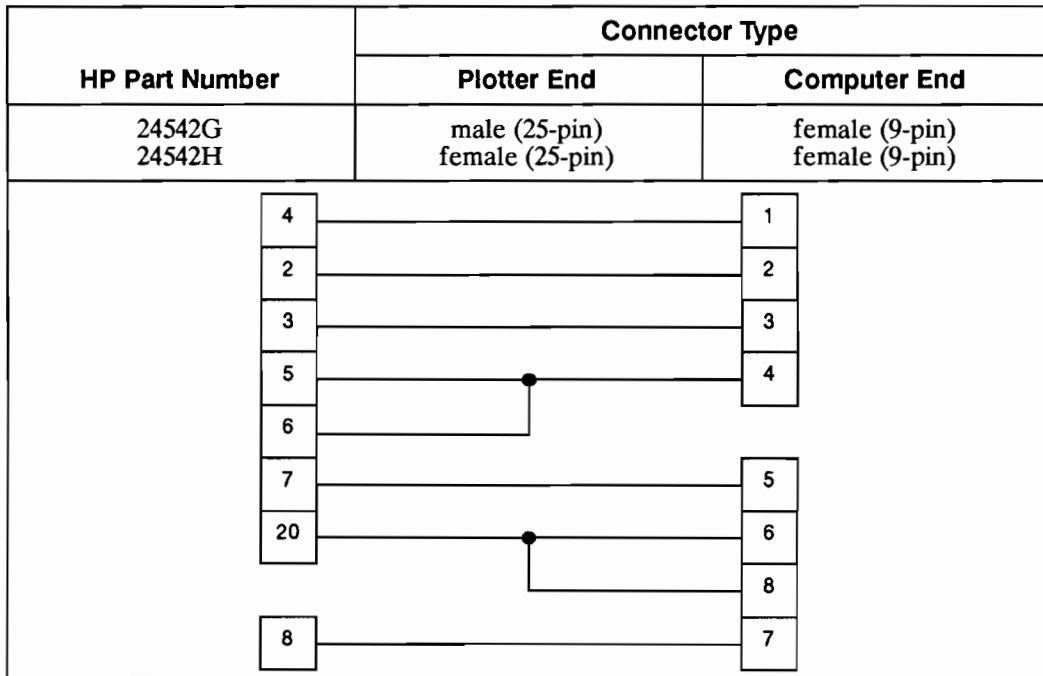 HP Part Number
Connector Type
Plotter End
Computer End
24542G male (25-pin) female (9-pin)
24542H female (25-pin) female (9-pin)
4 1
2 2
3 3
5 4
6
7 5
20 6
8
8 7